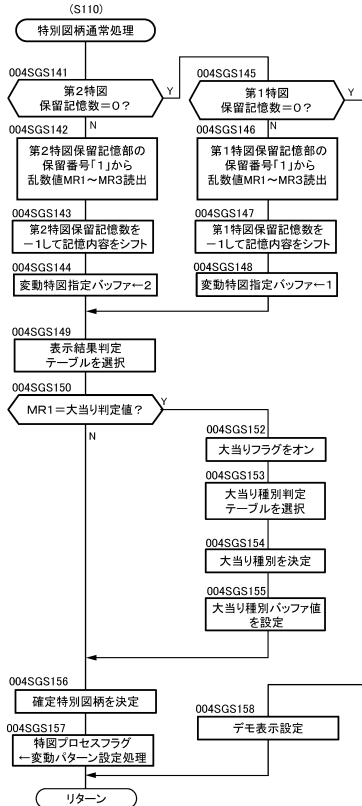 (S110)
特別図柄通常処理
004SGS141
第2特図
保留記憶数=0?
Y
N
004SGS142
第2特図保留記憶部の
保留番号「1」から
乱数値MR1～MR3読出
004SGS143
第2特図保留記憶数を
-1して記憶内容をシフト
004SGS144
変動特図指定バッファ←2
004SGS145
第1特図
保留記憶数=0?
Y
N
004SGS146
第1特図保留記憶部の
保留番号「1」から
乱数値MR1～MR3読出
004SGS147
第1特図保留記憶数を
-1して記憶内容をシフト
004SGS148
変動特図指定バッファ←1
004SGS149
表示結果判定
テーブルを選択
004SGS150
MR1=大当り判定値?
Y
N
004SGS152
大当りフラグをオン
004SGS153
大当り種別判定
テーブルを選択
004SGS154
大当り種別を決定
004SGS155
大当り種別バッファ値
を設定
004SGS156
確定特別図柄を決定
004SGS157
特図プロセスフラグ
←変動パターン設定処理
004SGS158
デモ表示設定
リターン